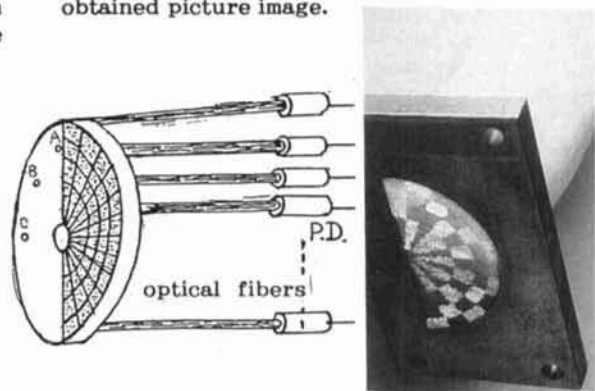 obtained picture image.
A
B
C
P.D.
optical fibers